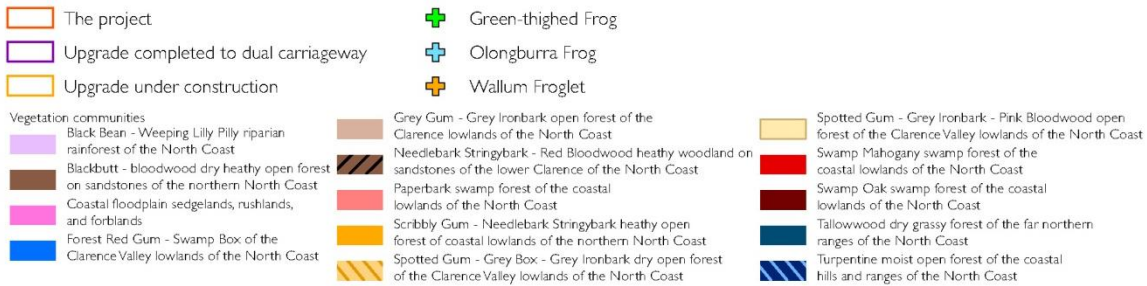 The project
Upgrade completed to dual carriageway
Upgrade under construction
Green-thighed Frog
Olongburra Frog
Wallum Froglet
Vegetation communities
Black Bean - Weeping Lilly Pilly riparian
rainforest of the North Coast
Blackbutt - bloodwood dry heathy open forest
on sandstones of the northern North Coast
Coastal floodplain sedgelands, rushlands,
and forblands
Forest Red Gum - Swamp Box of the
Clarence Valley lowlands of the North Coast
Grey Gum - Grey Ironbark open forest of the
Clarence lowlands of the North Coast
Needlebark Stringybark - Red Bloodwood heathy woodland on
sandstones of the lower Clarence of the North Coast
Paperbark swamp forest of the coastal
lowlands of the North Coast
Scribbly Gum - Needlebark Stringybark heathy open
forest of coastal lowlands of the northern North Coast
Spotted Gum - Grey Box - Grey Ironbark dry open forest
of the Clarence Valley lowlands of the North Coast
Spotted Gum - Grey Ironbark - Pink Bloodwood open
forest of the Clarence Valley lowlands of the North Coast
Swamp Mahogany swamp forest of the
coastal lowlands of the North Coast
Swamp Oak swamp forest of the coastal
lowlands of the North Coast
Tallowwood dry grassy forest of the far northern
ranges of the North Coast
Turpentine moist open forest of the coastal
hills and ranges of the North Coast